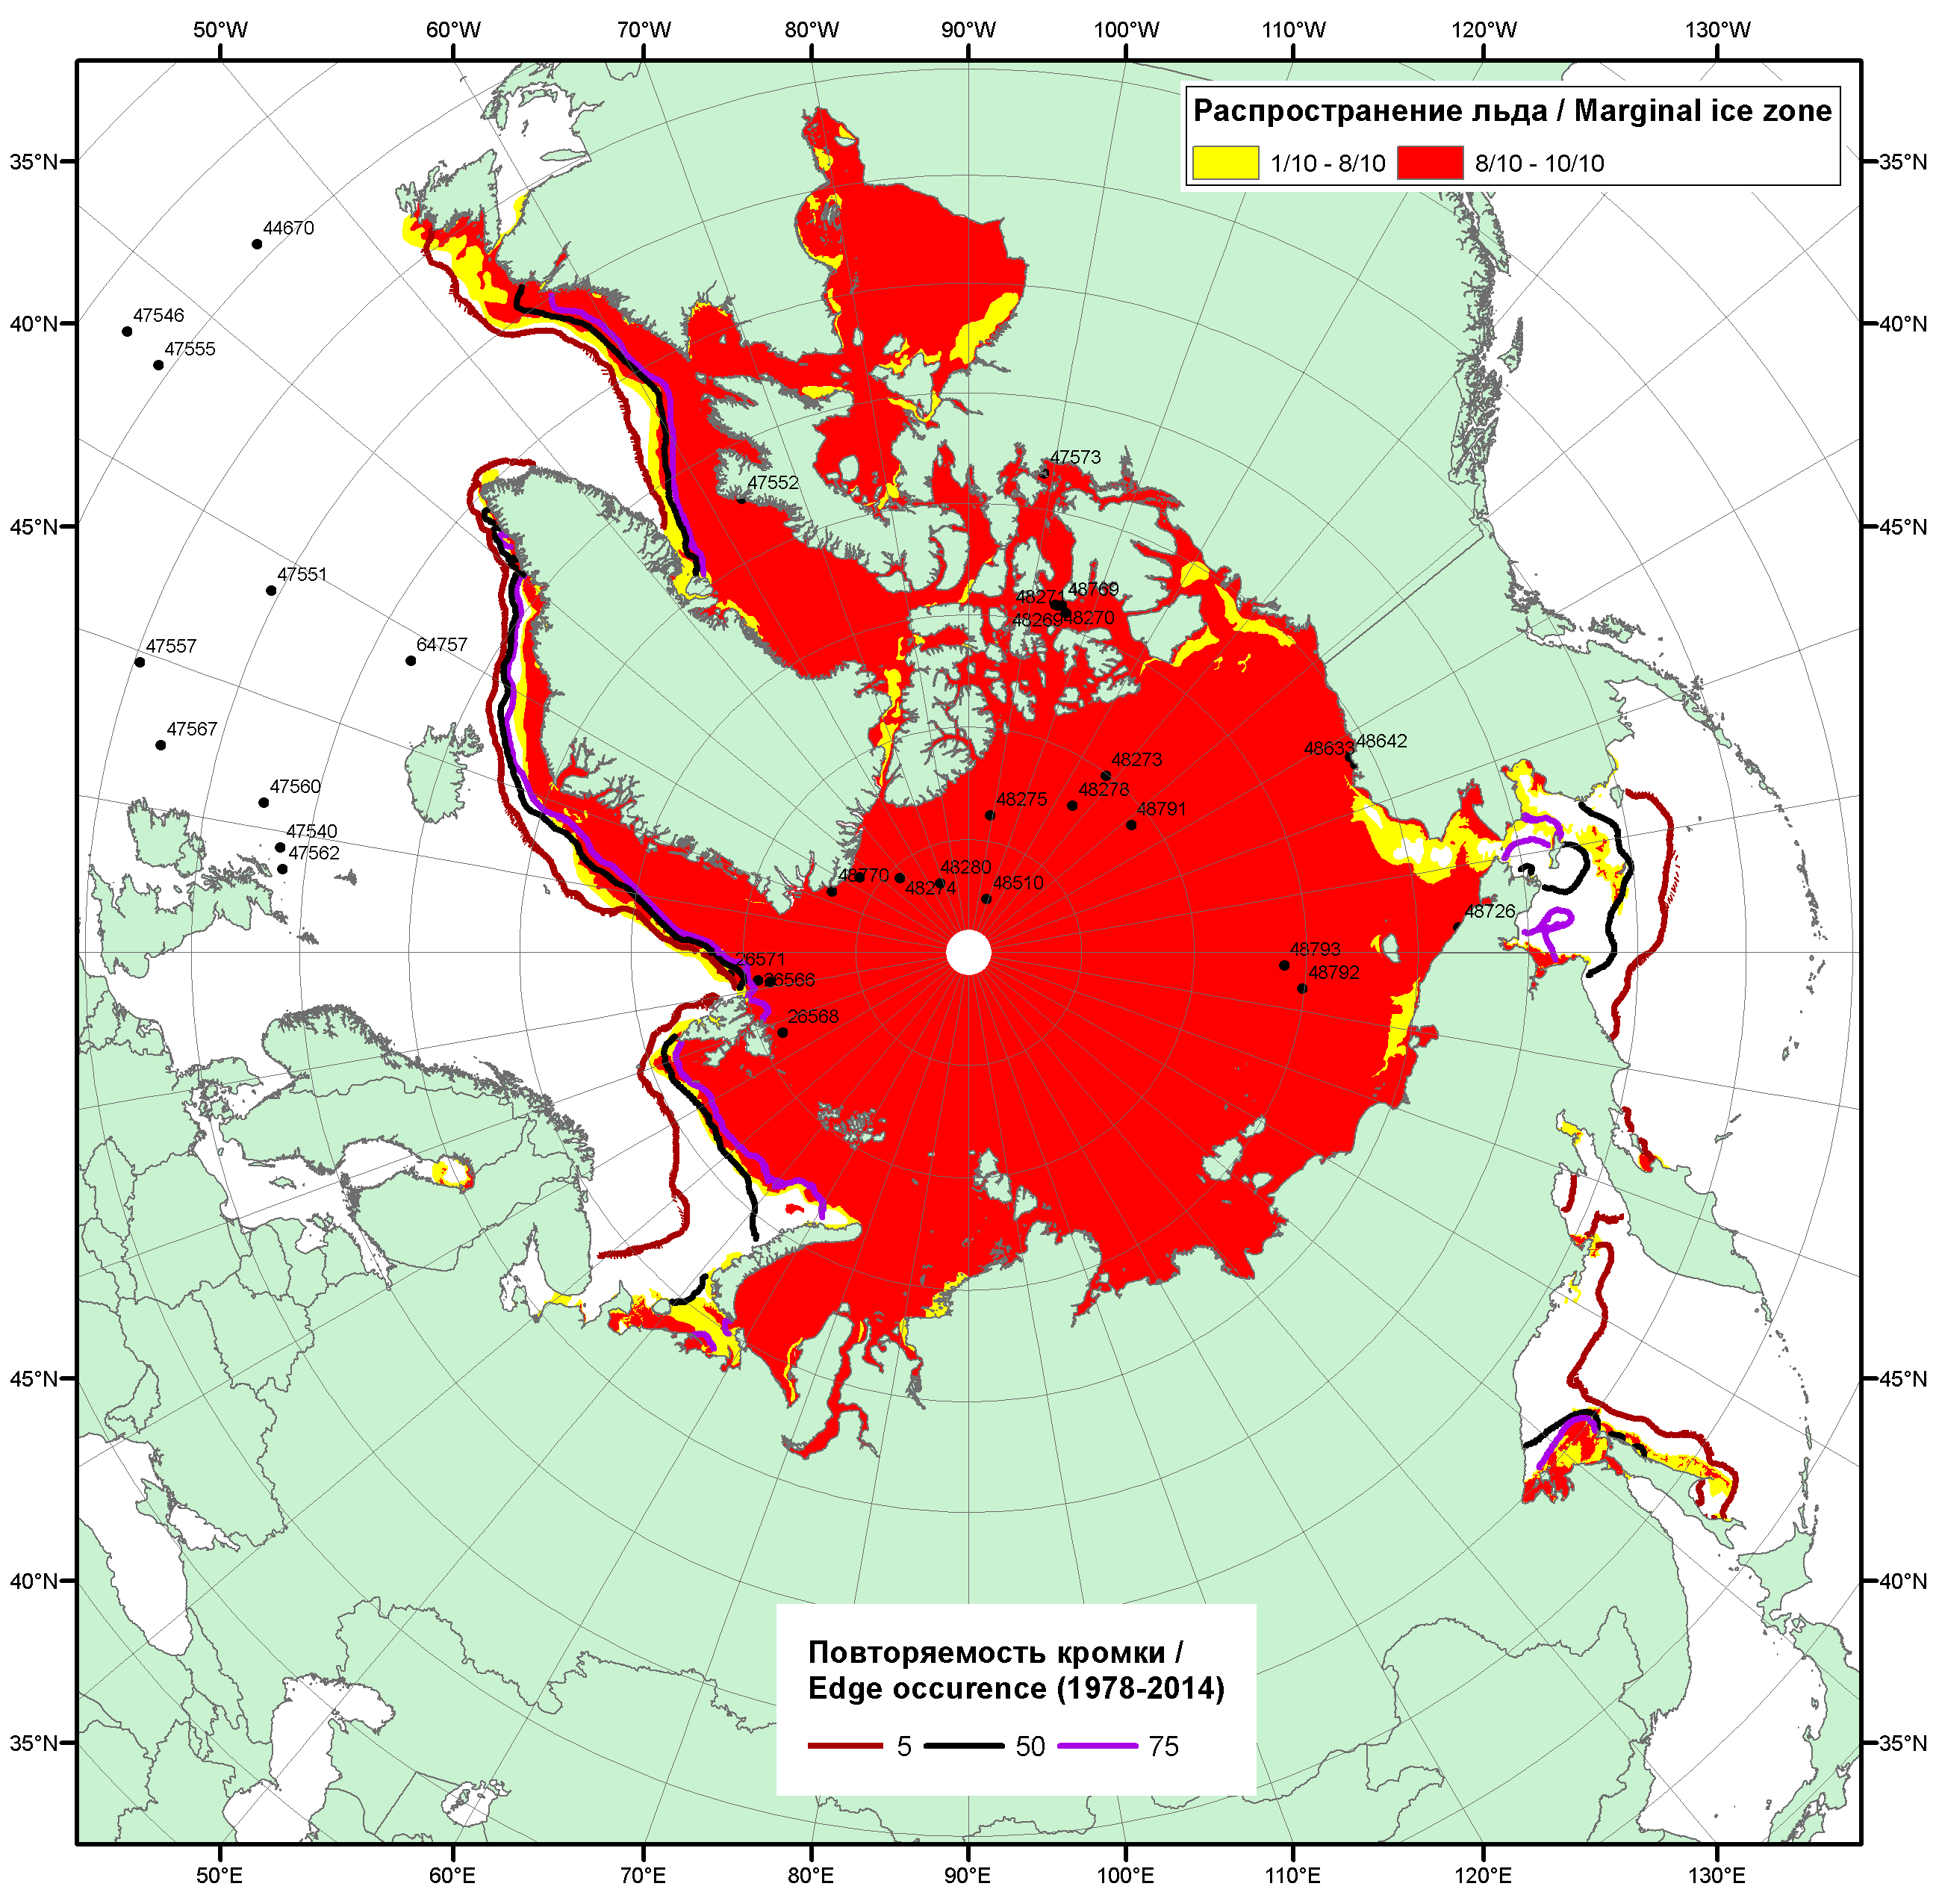 50°W 60°W 70°W 80°W 90°W 100°W 110°W 120°W 130°W
Распространение льда / Marginal ice zone
1/10 - 8/10 8/10 - 10/10
35°N 35°N
44670
47546
40°N 40°N
47555
47573
47552
45°N 45°N
47551
48271 48769
48269 48270
47557 64757
47567
48633 48642
48273
47560 48275 48278
48791
47540
47562
48770 48280
48274 48510
48726
48793
26571
26566 48792
26568
45°N 45°N
40°N 40°N
Повторяемость кромки /
Edge occurence (1978-2014)
35°N 5 50 75 35°N
50°E 60°E 70°E 80°E 90°E 100°E 110°E 120°E 130°E